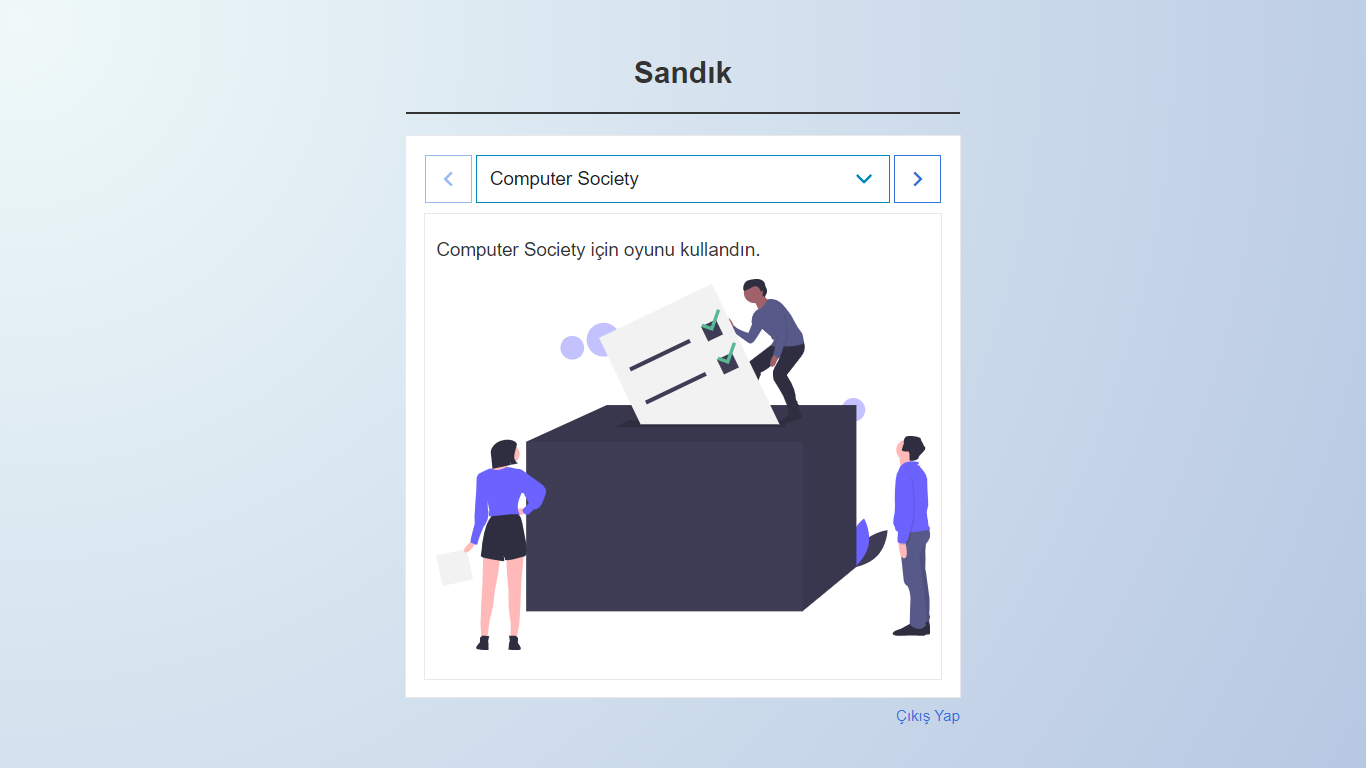 Sandık
Computer Society
Computer Society için oyunu kullandın.
Çıkış Yap